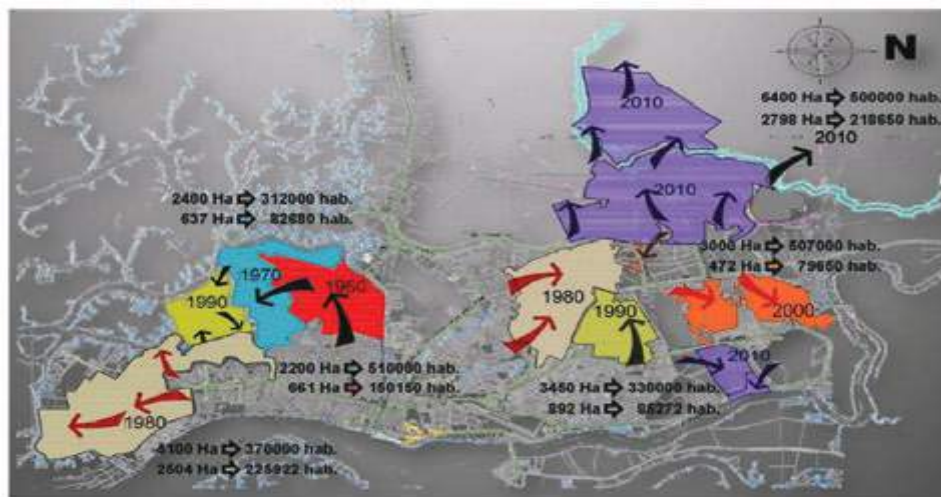 N
2010
6400 Ha ⇨ 500000 hab.
2798 Ha ⇨ 218650 hab.
2010
2010
2400 Ha ⇨ 312000 hab.
637 Ha ⇨ 82680 hab.
3000 Ha ⇨ 507000 hab.
472 Ha ⇨ 79650 hab.
1970
1960
1990
1980
1990
2000
2010
2200 Ha ⇨ 510000 hab.
661 Ha ⇨ 150150 hab.
3450 Ha ⇨ 330000 hab.
892 Ha ⇨ 85272 hab.
1980
4100 Ha ⇨ 370000 hab.
2504 Ha ⇨ 225922 hab.